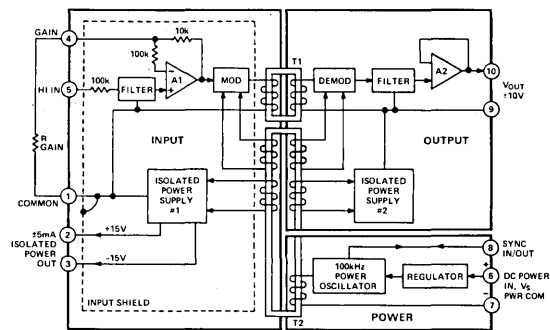 GAIN
4
10k
100k
HI IN
5
100k
FILTER
A1
−
+
MOD
T1
DEMOD
FILTER
A2
10
VOUT
±10V
9
R
GAIN
INPUT
OUTPUT
1
COMMON
ISOLATED
POWER
SUPPLY
#1
ISOLATED
POWER
SUPPLY
#2
±5mA
ISOLATED
POWER
OUT
2
+15V
3
−15V
INPUT SHIELD
T2
100kHz
POWER
OSCILLATOR
REGULATOR
8
SYNC
IN/OUT
+
6
DC POWER
IN, VS
−
PWR COM
7
POWER